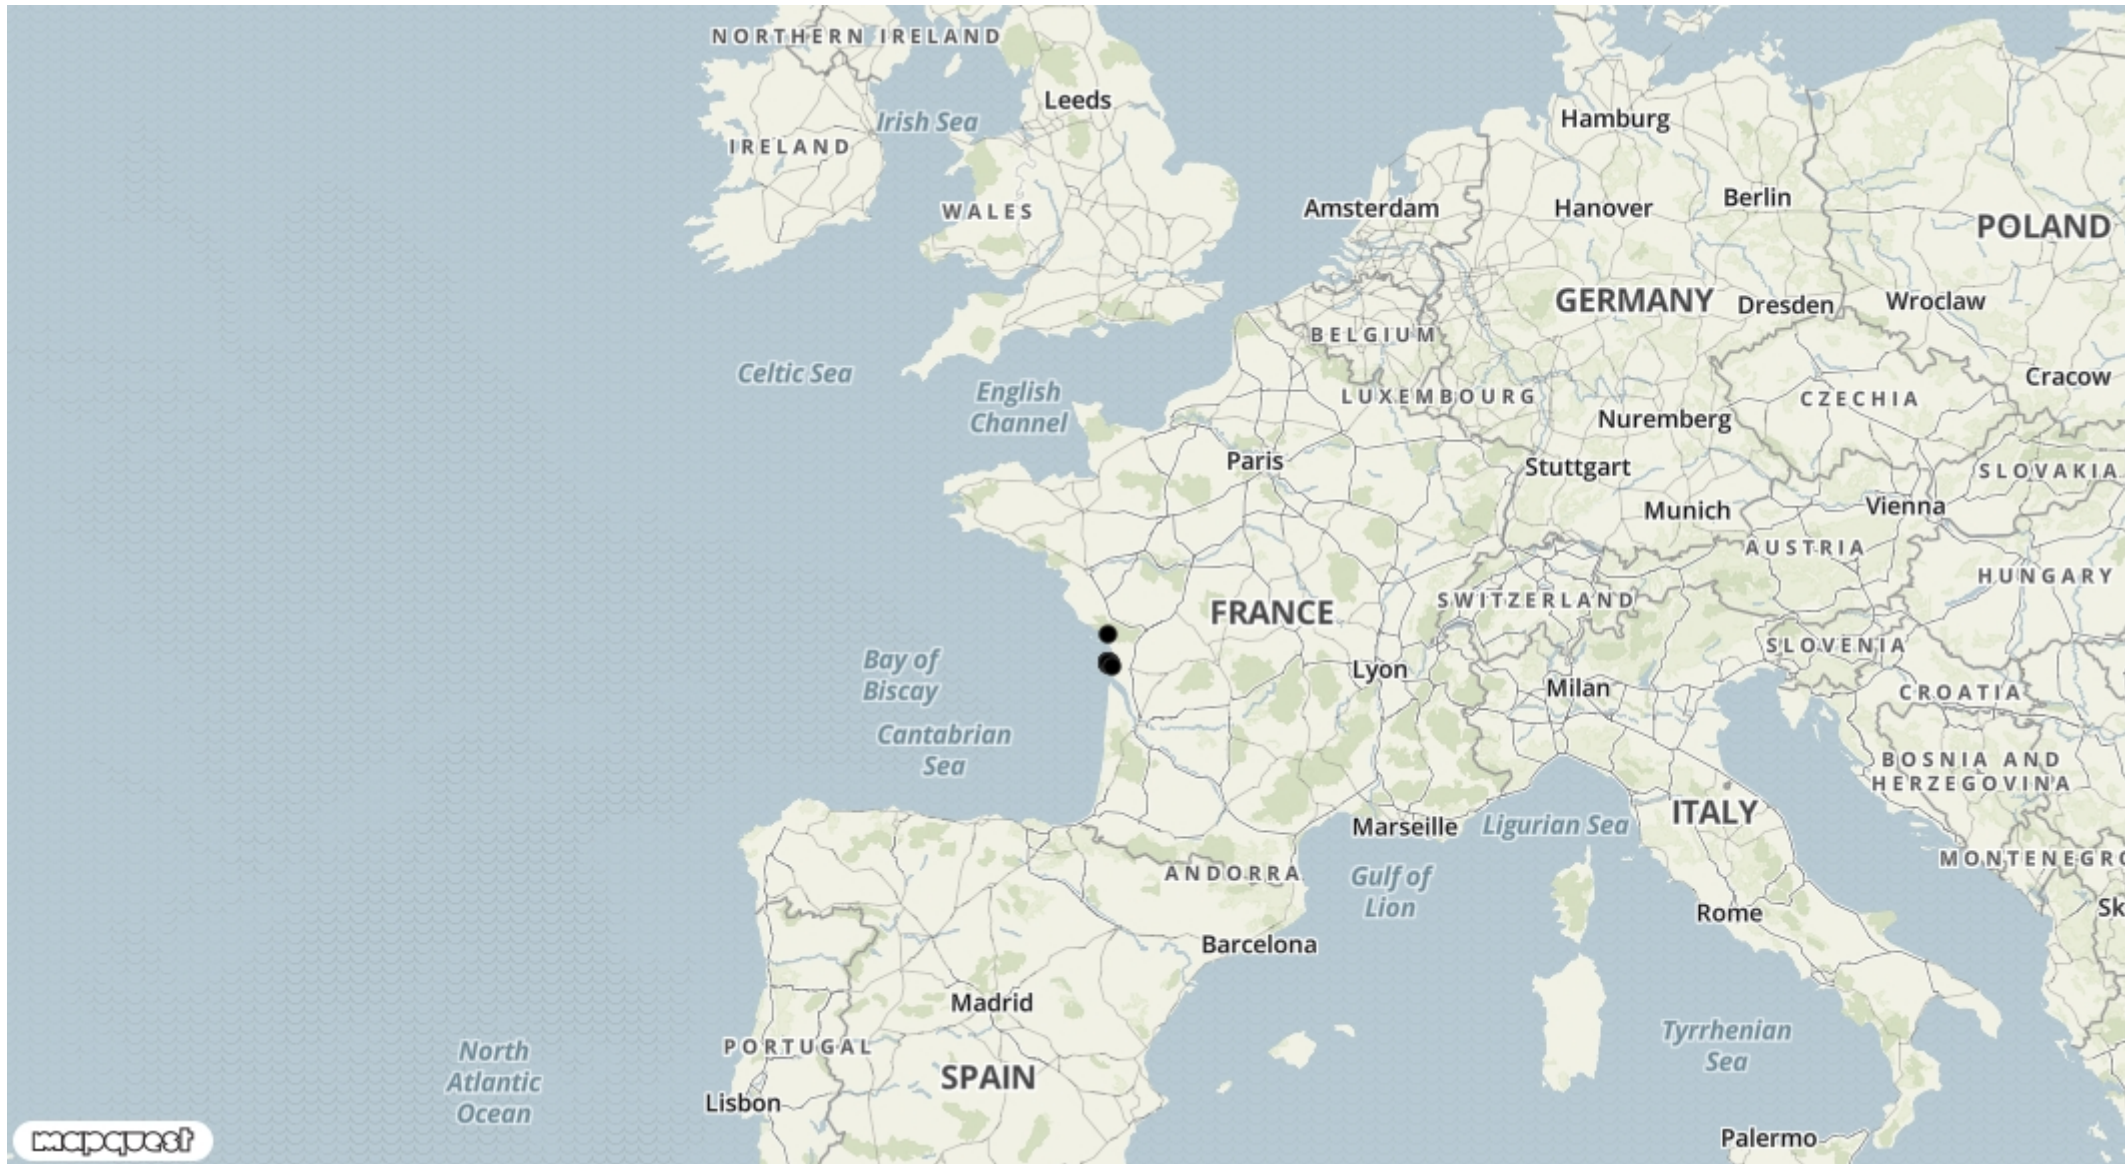 NORTHERN IRELAND
Leeds
Irish Sea
Hamburg
IRELAND
Berlin
Amsterdam
Hanover
WALES
POLAND
GERMANY
Dresden
Wroclaw
BELGIUM
Celtic Sea
Cracow
English
Channel
LUXEMBOURG
CZECHIA
Nuremberg
Paris
Stuttgart
SLOVAKIA
Vienna
Munich
AUSTRIA
HUNGARY
SWITZERLAND
FRANCE
SLOVENIA
Bay of
Biscay
Lyon
Milan
CROATIA
Cantabrian
Sea
BOSNIA AND
HERZEGOVINA
ITALY
Marseille
Ligurian Sea
MONTENEGRO
ANDORRA
Gulf of
Lion
Sk
Rome
Barcelona
Madrid
Tyrrhenian
Sea
PORTUGAL
North
Atlantic
Ocean
SPAIN
Lisbon
Palermo
mapquest